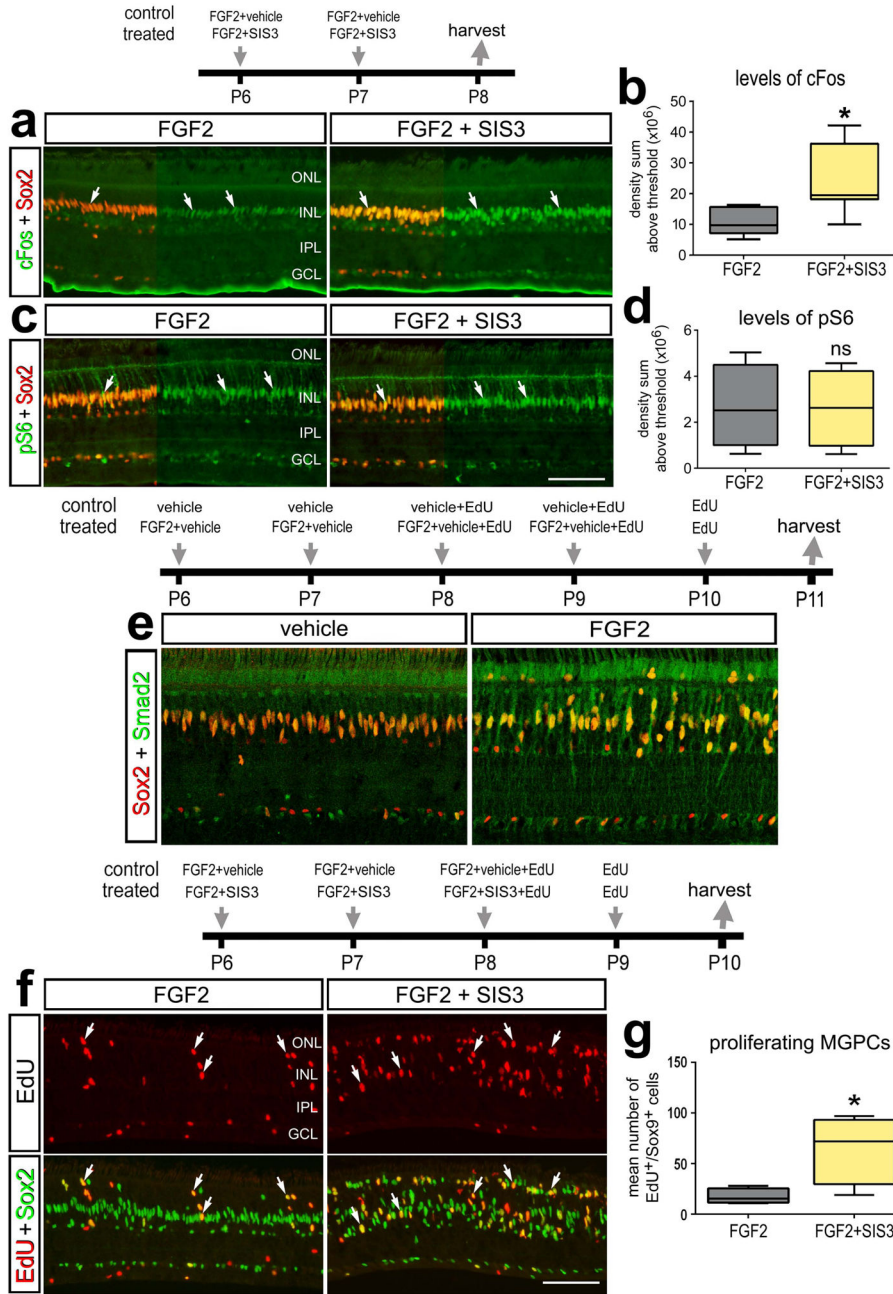 control
treated
FGF2+vehicle
FGF2+SIS3
FGF2+vehicle
FGF2+SIS3
harvest
P6
P7
P8
a
FGF2
FGF2 + SIS3
cFos + Sox2
ONL
INL
IPL
GCL
b
levels of cFos
density sum
above threshold (x10⁶)
50
40
30
20
10
0
*
FGF2
FGF2+SIS3
c
FGF2
FGF2 + SIS3
pS6 + Sox2
ONL
INL
IPL
GCL
d
levels of pS6
density sum
above threshold (x10⁶)
6
4
2
0
ns
FGF2
FGF2+SIS3
control
treated
vehicle
FGF2+vehicle
vehicle
FGF2+vehicle
vehicle+EdU
FGF2+vehicle+EdU
vehicle+EdU
FGF2+vehicle+EdU
EdU
EdU
harvest
P6
P7
P8
P9
P10
P11
e
vehicle
FGF2
Sox2 + Smad2
control
treated
FGF2+vehicle
FGF2+SIS3
FGF2+vehicle
FGF2+SIS3
FGF2+vehicle+EdU
FGF2+SIS3+EdU
EdU
EdU
harvest
P6
P7
P8
P9
P10
f
FGF2
FGF2 + SIS3
EdU
ONL
INL
IPL
GCL
EdU + Sox2
g
proliferating MGPCs
mean number of
EdU⁺/Sox9⁺ cells
150
100
50
0
*
FGF2
FGF2+SIS3